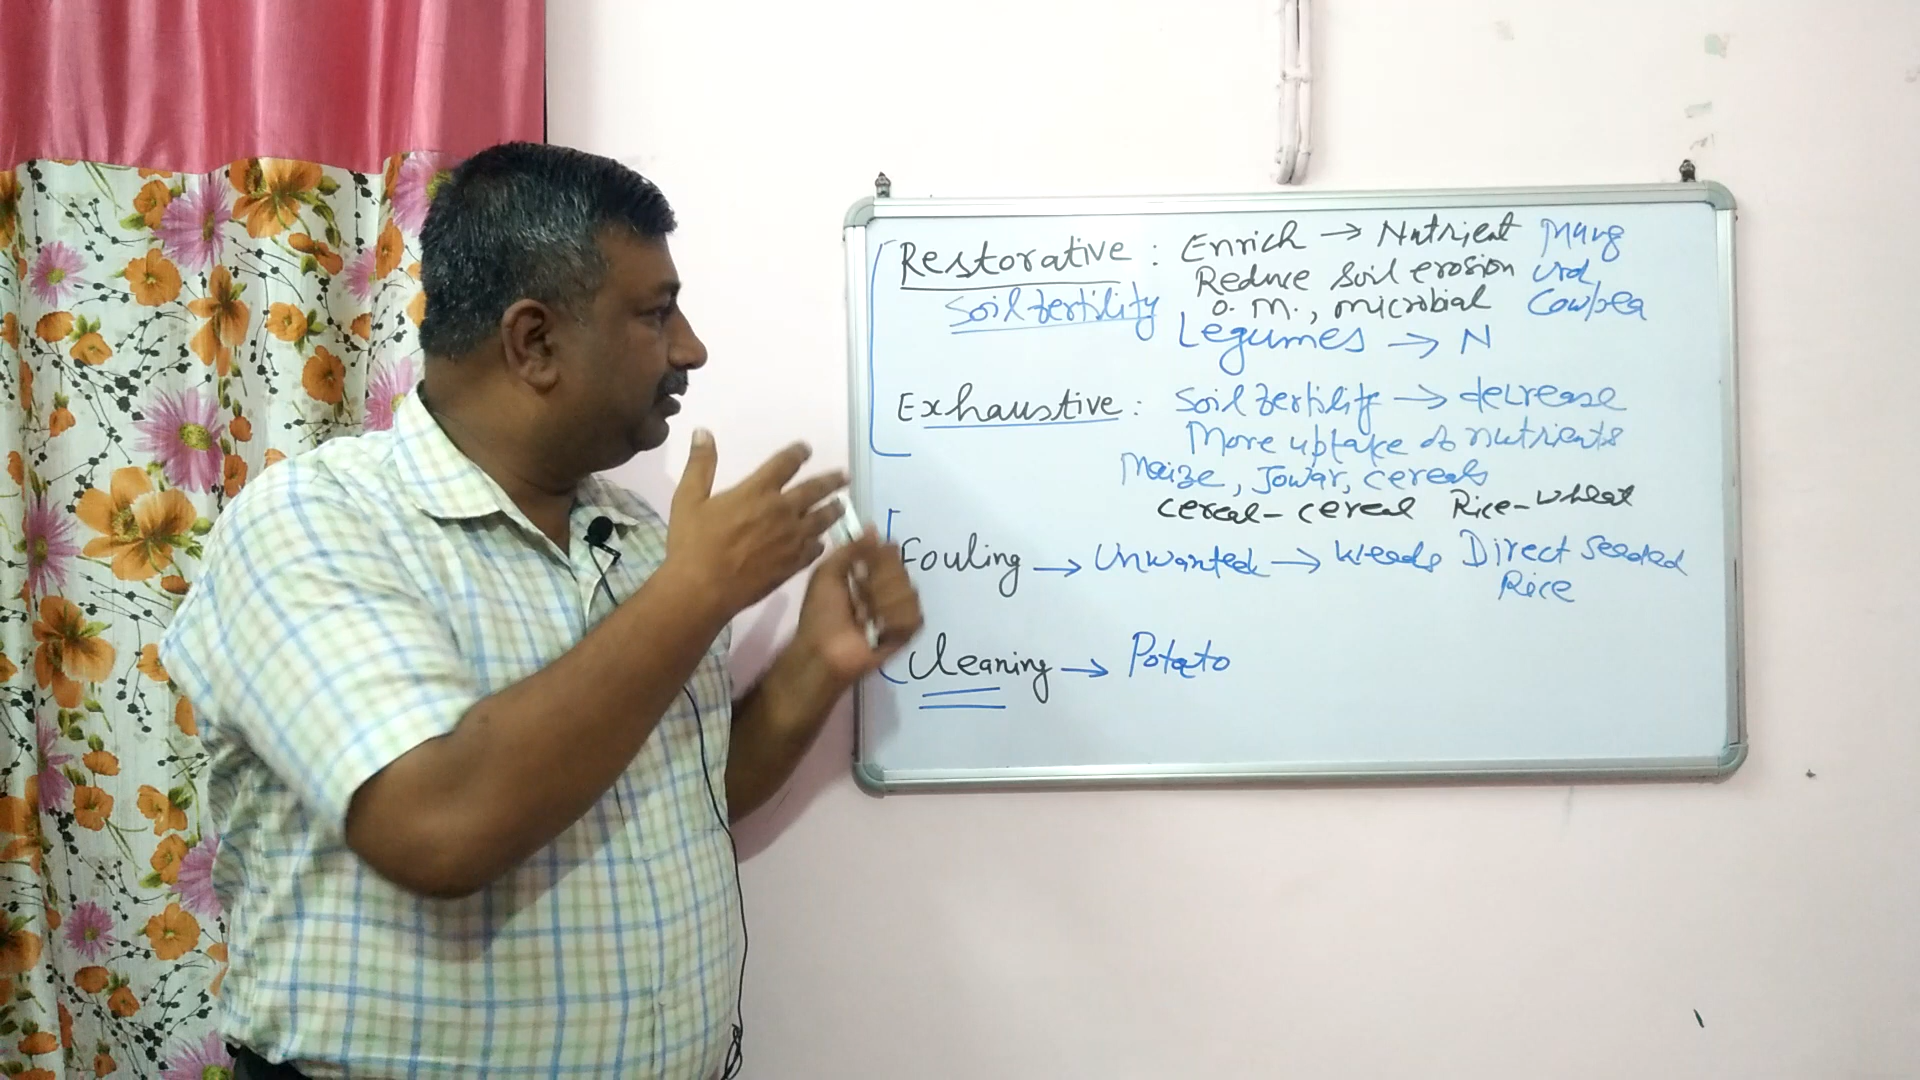 Restorative : Enrich → Nutrient Mung
Reduce soil erosion Urd
Soil fertility O.M., microbial Cowpea
Legumes → N
Exhaustive : Soil fertility → decrease
More uptake of nutrients
Maize, Jowar, cereals
cereal-cereal Rice-wheat
Fouling → Unwanted → Weeds Direct Seeded
Rice
Cleaning → Potato